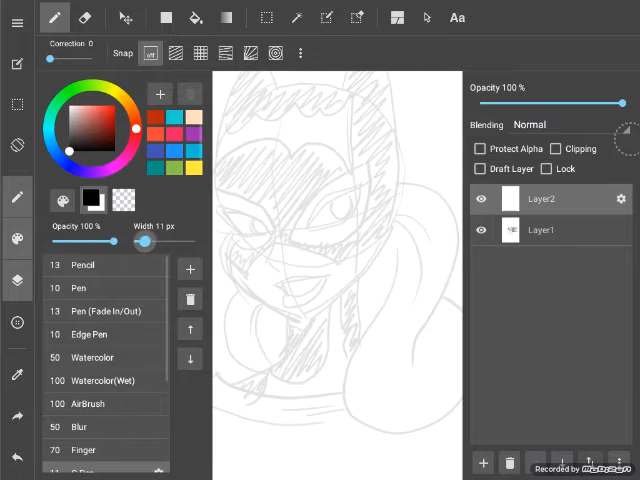 Aa
Correction 0
Snap
off
Opacity 100 %
Blending Normal
Protect Alpha
Clipping
Draft Layer
Lock
Layer2
Layer1
Opacity 100 %
Width 11 px
13 Pencil
10 Pen
13 Pen (Fade In/Out)
10 Edge Pen
50 Watercolor
100 Watercolor(Wet)
100 AirBrush
50 Blur
70 Finger
Recorded by Mobizen